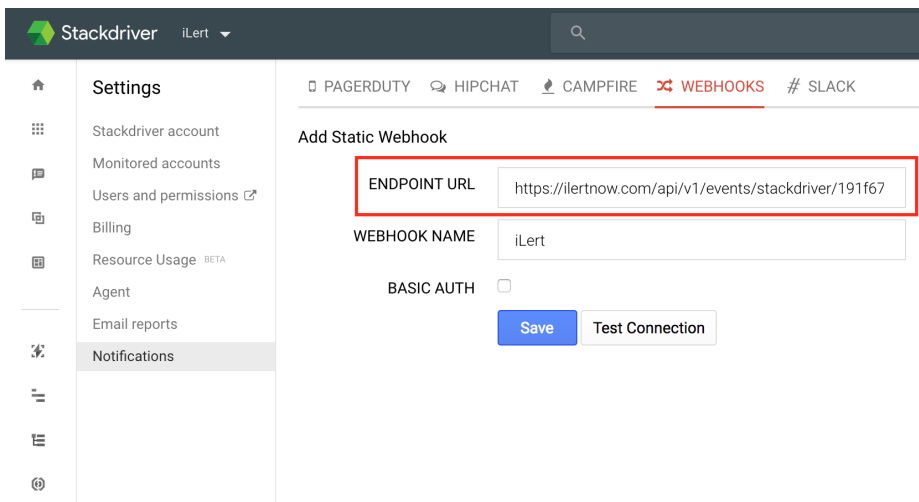 Stackdriver iLert
Settings
Stackdriver account
Monitored accounts
Users and permissions
Billing
Resource Usage BETA
Agent
Email reports
Notifications
PAGERDUTY HIPCHAT CAMPFIRE WEBHOOKS # SLACK
Add Static Webhook
ENDPOINT URL https://ilertnow.com/api/v1/events/stackdriver/191f67
WEBHOOK NAME iLert
BASIC AUTH
Save Test Connection